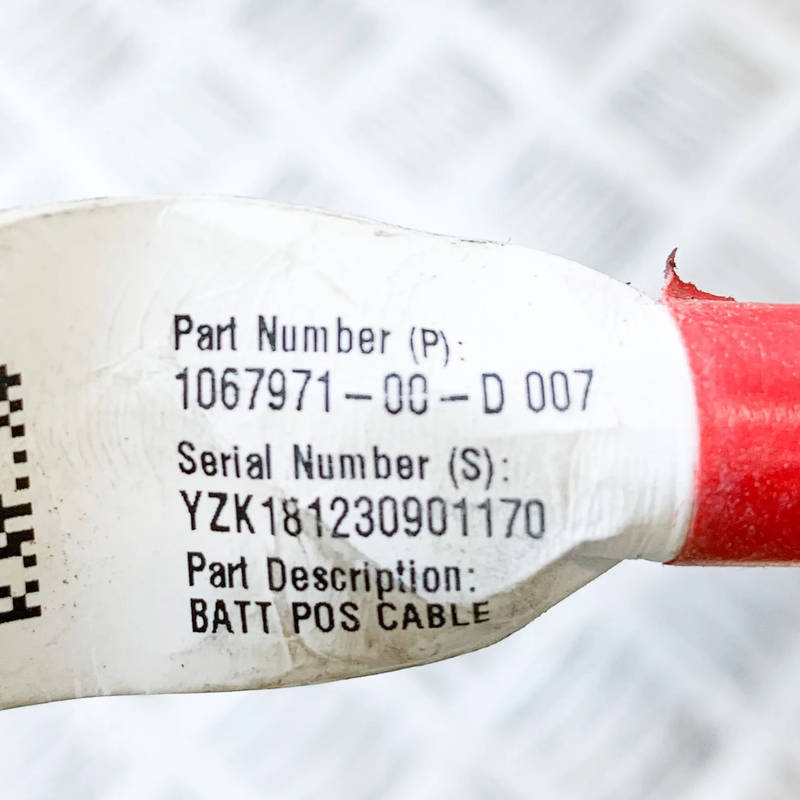 Part Number (P):
1067971-00-D 007
Serial Number (S):
YZK181230901170
Part Description:
BATT POS CABLE